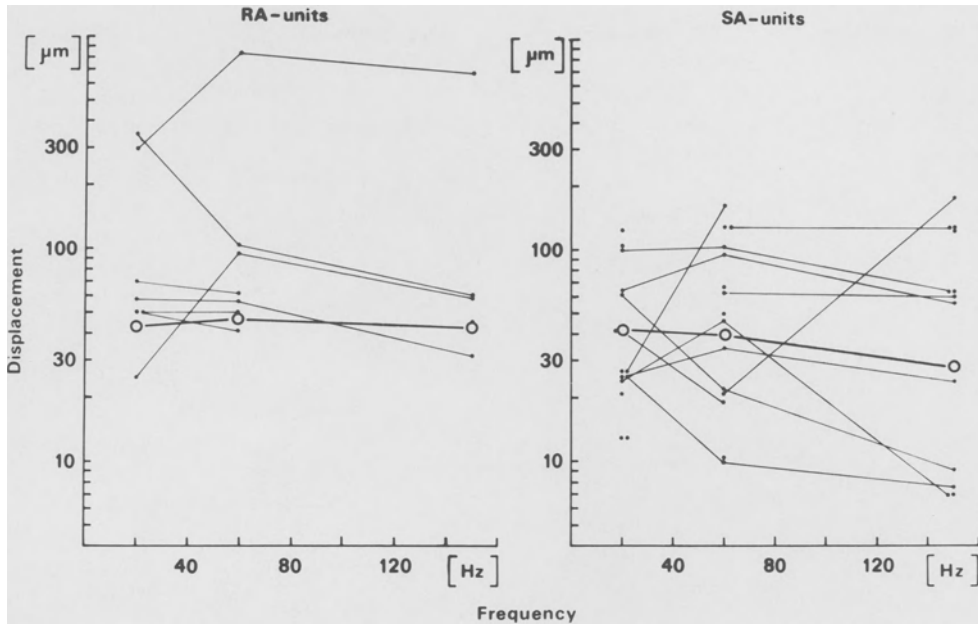 RA-units
SA-units
[µm]
300
100
30
10
Displacement
40
80
120
[Hz]
[µm]
300
100
30
10
40
80
120
[Hz]
Frequency